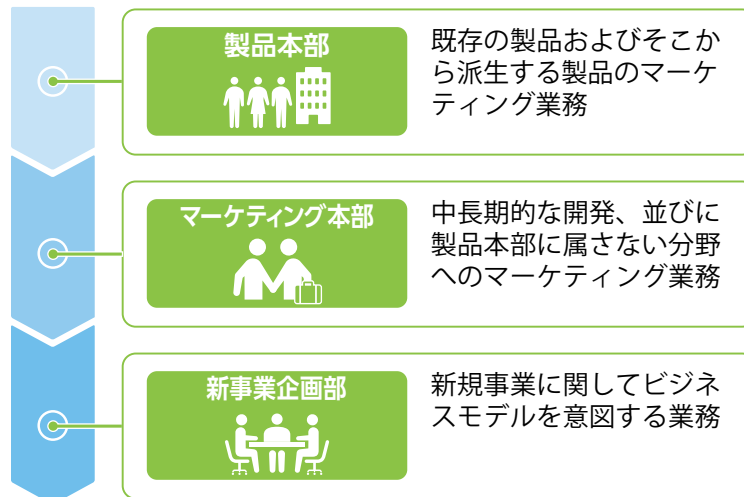 製品本部
既存の製品およびそこか
ら派生する製品のマーケ
ティング業務
マーケティング本部
中長期的な開発、並びに
製品本部に属さない分野
へのマーケティング業務
新事業企画部
新規事業に関してビジネ
スモデルを意図する業務